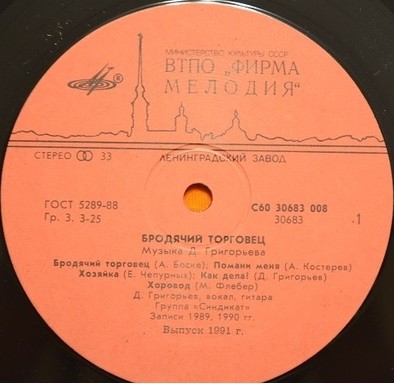 МИНИСТЕРСТВО КУЛЬТУРЫ СССР
ВТПО „ФИРМА
МЕЛОДИЯ“
®
СТЕРЕО 33
ЛЕНИНГРАДСКИЙ ЗАВОД
ГОСТ 5289-88
С60 30683 008
Гр. 3. 3-25
30683
1
БРОДЯЧИЙ ТОРГОВЕЦ
Музыка Д. Григорьева
Бродячий торговец (А. Боске); Помани меня (А. Костерев)
Хозяйка (Е. Чепурных); Как дела! (Д. Григорьев)
Хоровод (М. Флебер)
Д. Григорьев, вокал, гитара
Группа «Синдикат»
Записи 1989, 1990 гг.
Выпуск 1991 г.